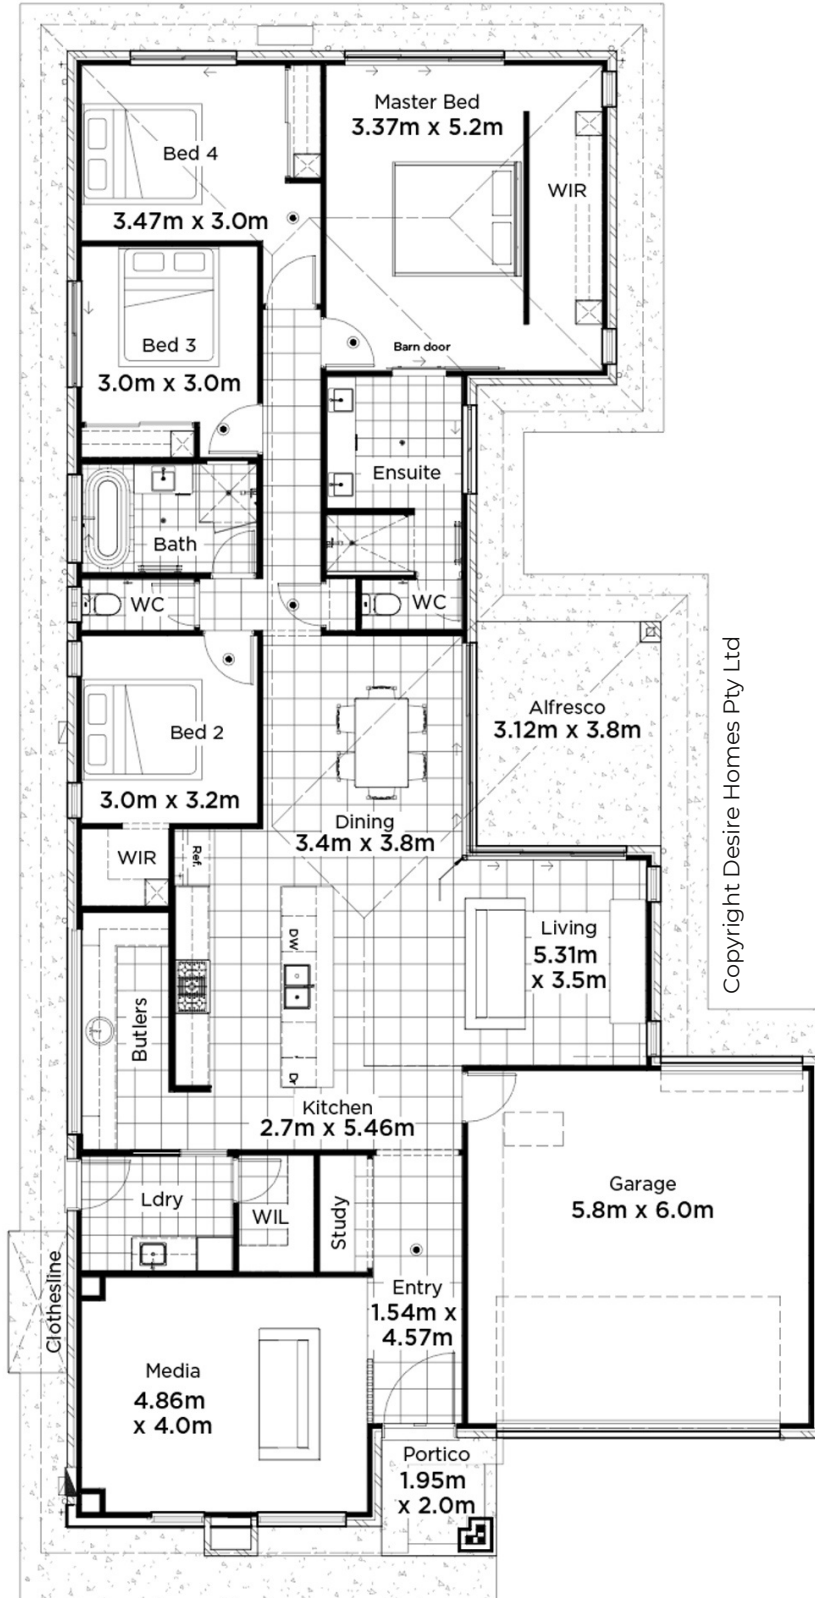 Master Bed
3.37m x 5.2m
Bed 4
3.47m x 3.0m
WIR
Bed 3
3.0m x 3.0m
Barn door
Ensuite
Bath
WC
WC
Bed 2
3.0m x 3.2m
Alfresco
3.12m x 3.8m
Dining
3.4m x 3.8m
WIR
Ref.
Living
5.31m
x 3.5m
DW
Butlers
Dr
Kitchen
2.7m x 5.46m
Garage
5.8m x 6.0m
Ldry
WIL
Study
Entry
1.54m x
4.57m
Clothesline
Media
4.86m
x 4.0m
Portico
1.95m
x 2.0m
Copyright Desire Homes Pty Ltd